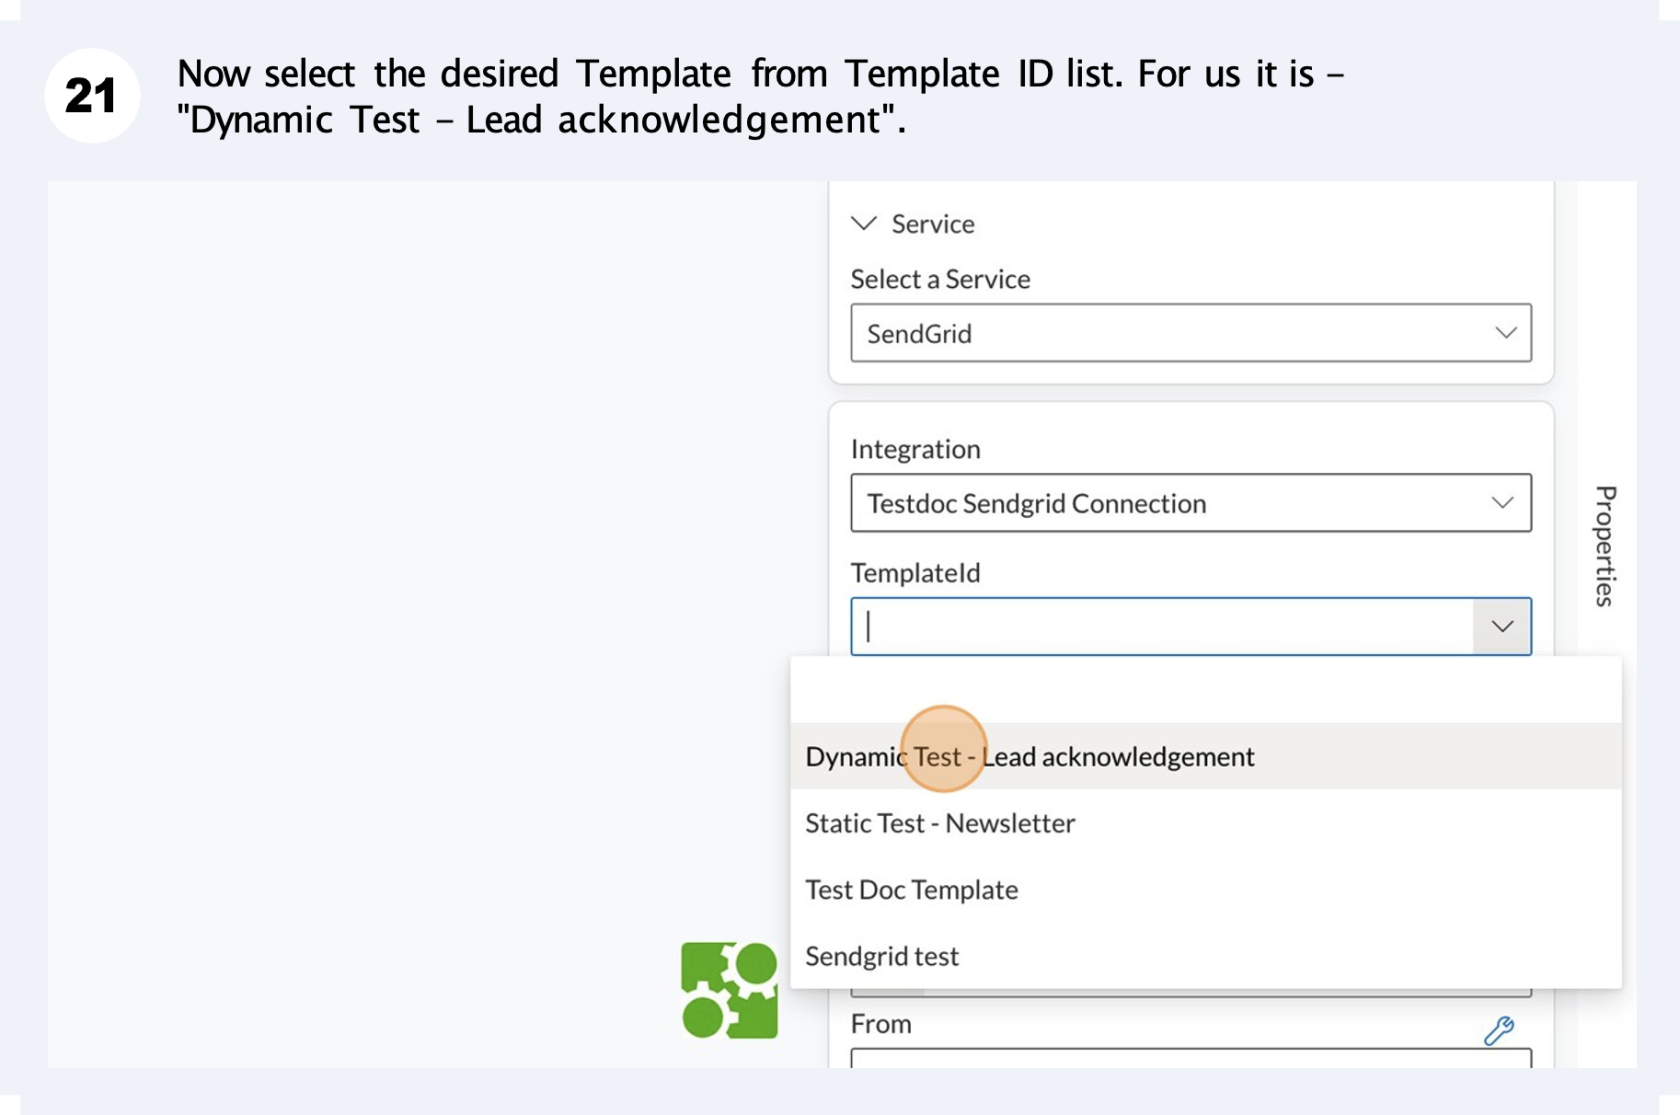 21
Now select the desired Template from Template ID list. For us it is –
"Dynamic Test – Lead acknowledgement".
Service
Select a Service
SendGrid
Integration
Testdoc Sendgrid Connection
TemplateId
Properties
Dynamic Test - Lead acknowledgement
Static Test - Newsletter
Test Doc Template
Sendgrid test
From